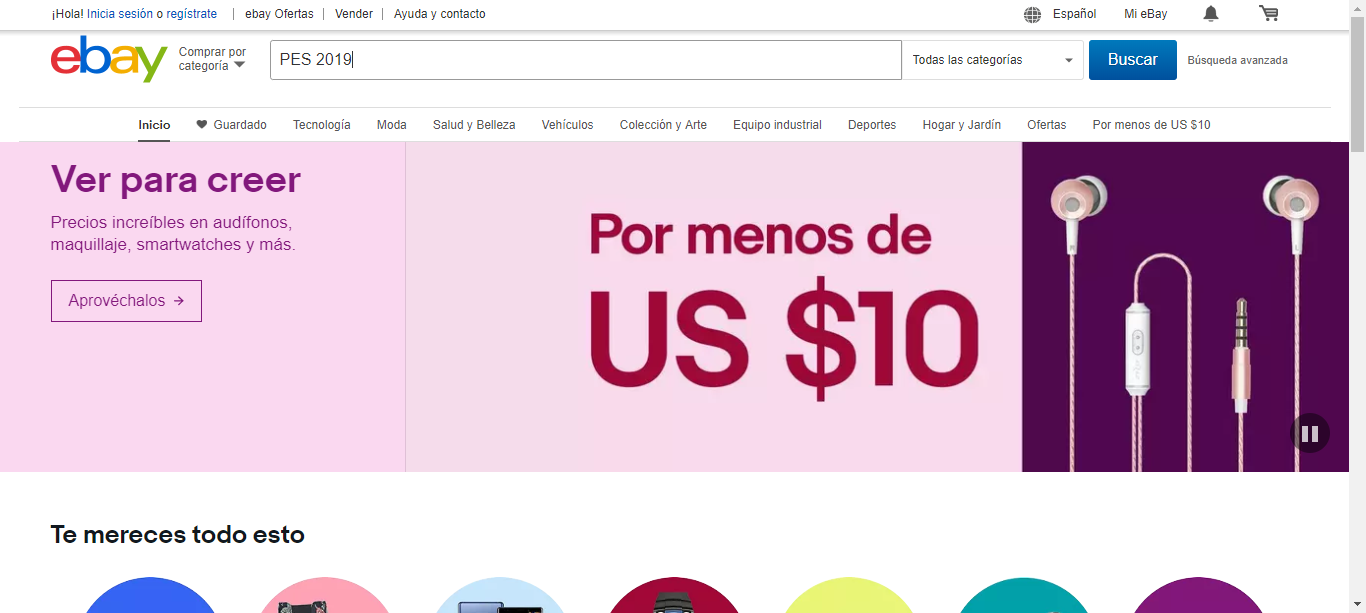 ¡Hola! Inicia sesión o regístrate
ebay Ofertas
Vender
Ayuda y contacto
Español
Mi eBay
ebay
Comprar por
categoría
PES 2019
Todas las categorías
Buscar
Búsqueda avanzada
Inicio
Guardado
Tecnología
Moda
Salud y Belleza
Vehículos
Colección y Arte
Equipo industrial
Deportes
Hogar y Jardín
Ofertas
Por menos de US $10
Ver para creer
Precios increíbles en audífonos,
maquillaje, smartwatches y más.
Aprovéchalos →
Por menos de
US $10
R
L
Te mereces todo esto